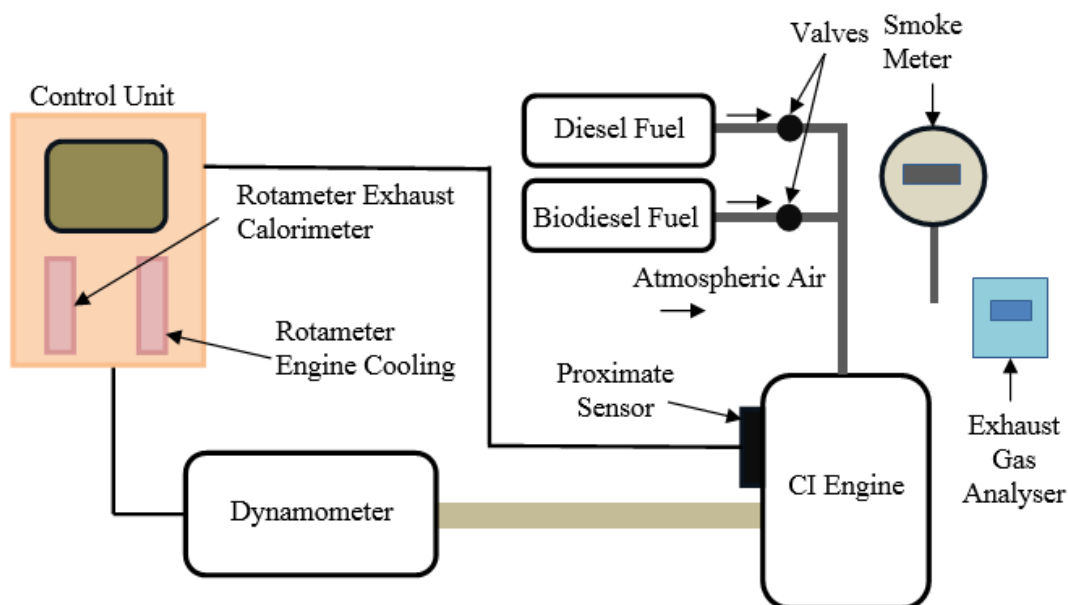 Control Unit
Rotameter Exhaust
Calorimeter
Rotameter
Engine Cooling
Dynamometer
Valves
Smoke
Meter
Diesel Fuel
Biodiesel Fuel
Atmospheric Air
Proximate
Sensor
CI Engine
Exhaust
Gas
Analyser